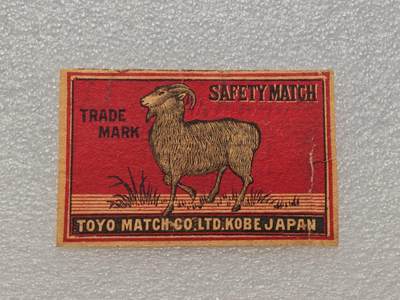 SAFETY MATCH
TRADE
MARK
TOYO MATCH CO. LTD. KOBE JAPAN